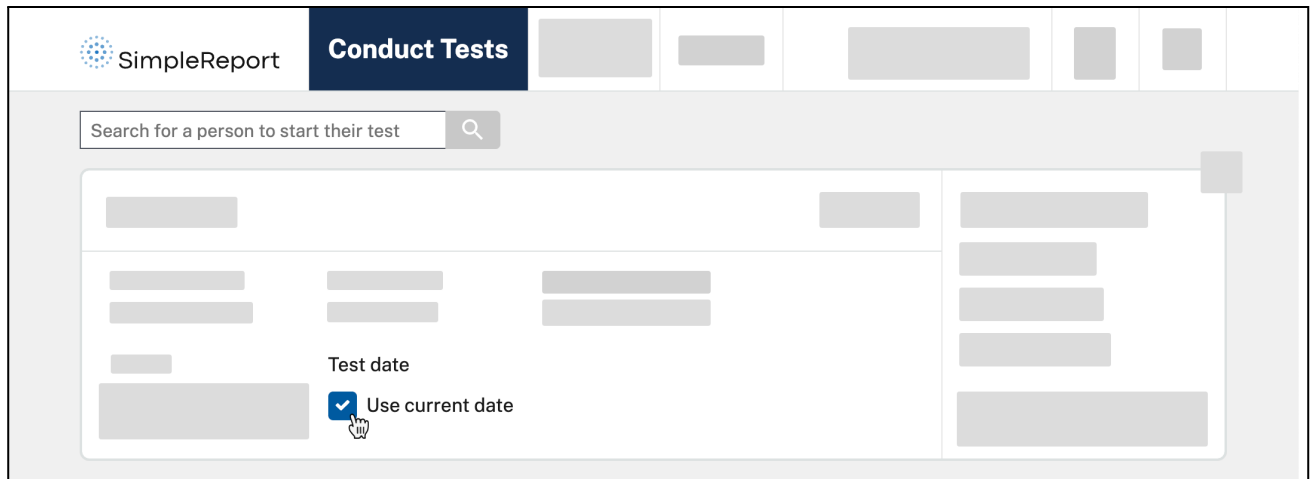 SimpleReport
Conduct Tests
Search for a person to start their test
Test date
Use current date